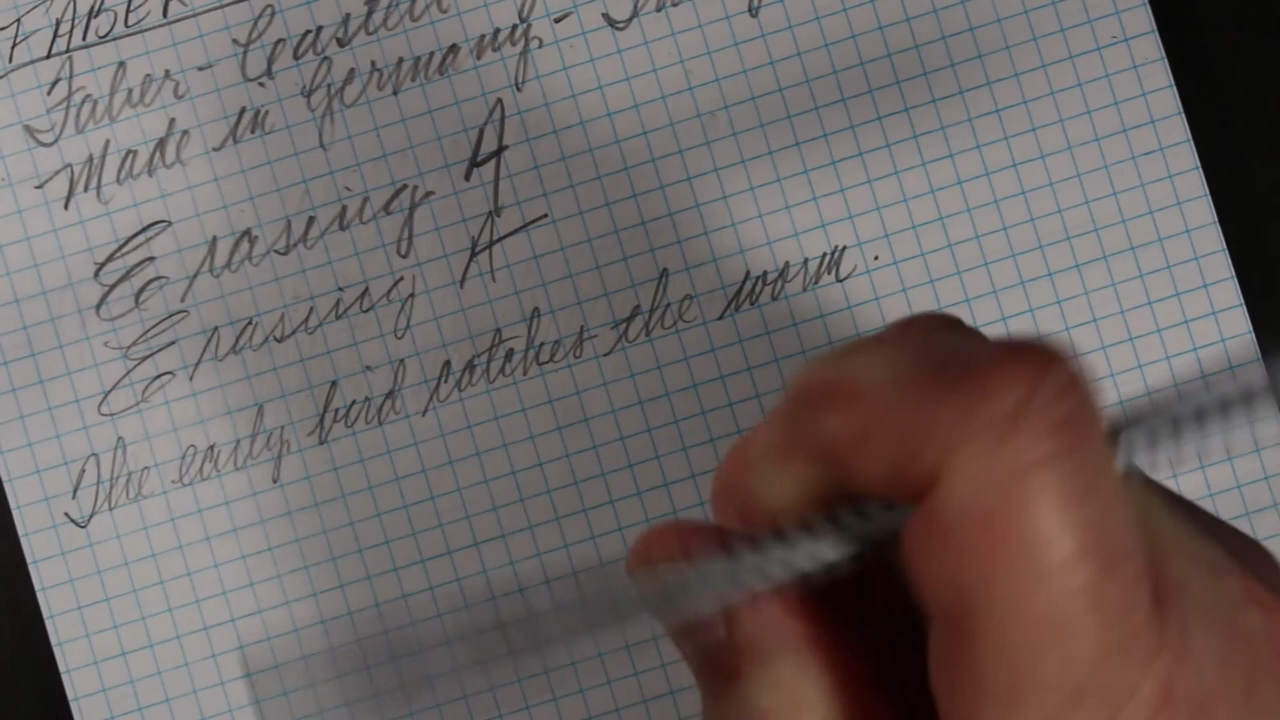 FABER
Faber-Castell
Made in Germany-
Erasing A
Erasing A
The early bird catches the worm.